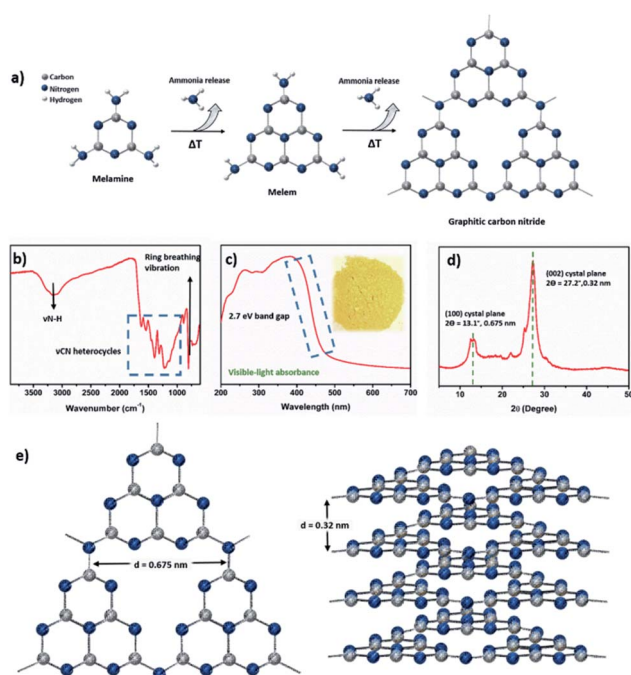 a)
Carbon
Nitrogen
Hydrogen
Ammonia release
Ammonia release
ΔT
ΔT
Melamine
Melem
Graphitic carbon nitride
b)
Ring breathing
vibration
νN-H
νCN heterocycles
3500 3000 2500 2000 1500 1000
Wavenumber (cm⁻¹)
c)
2.7 eV band gap
Visible-light absorbance
200 300 400 500 600 700
Wavelength (nm)
d)
(002) cystal plane
2Θ = 27.2°,0.32 nm
(100) cystal plane
2Θ = 13.1°, 0.675 nm
10 20 30 40 50
2θ (Degree)
e)
d = 0.675 nm
d = 0.32 nm